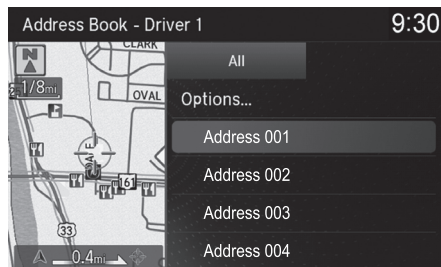 Address Book - Driver 1
9:30
CLARK
All
N
1/8mi
OVAL
Options...
Address 001
161
Address 002
Address 003
33
0.4mi
Address 004